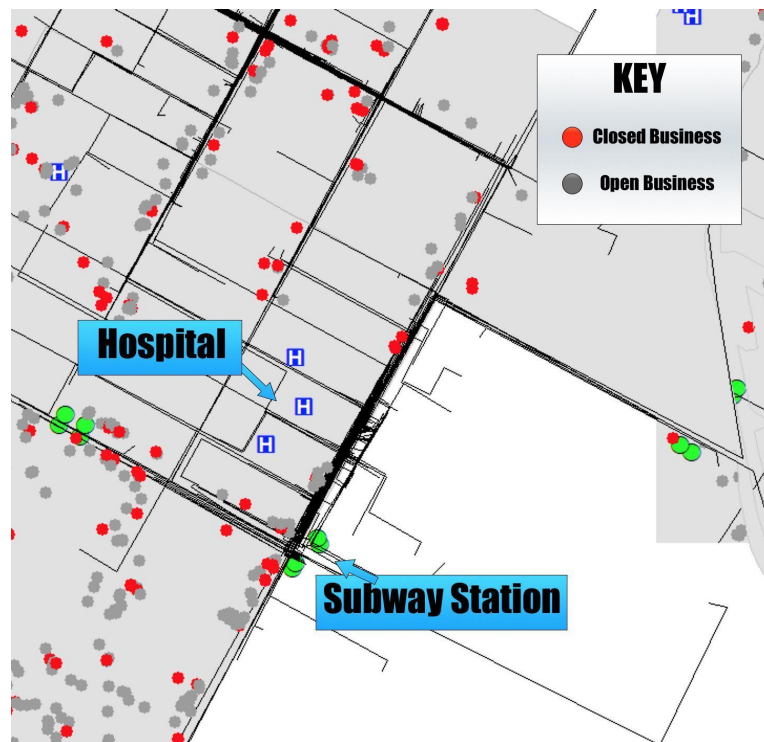 H
H
KEY
Closed Business
Open Business
H
Hospital
H
H
H
Subway Station